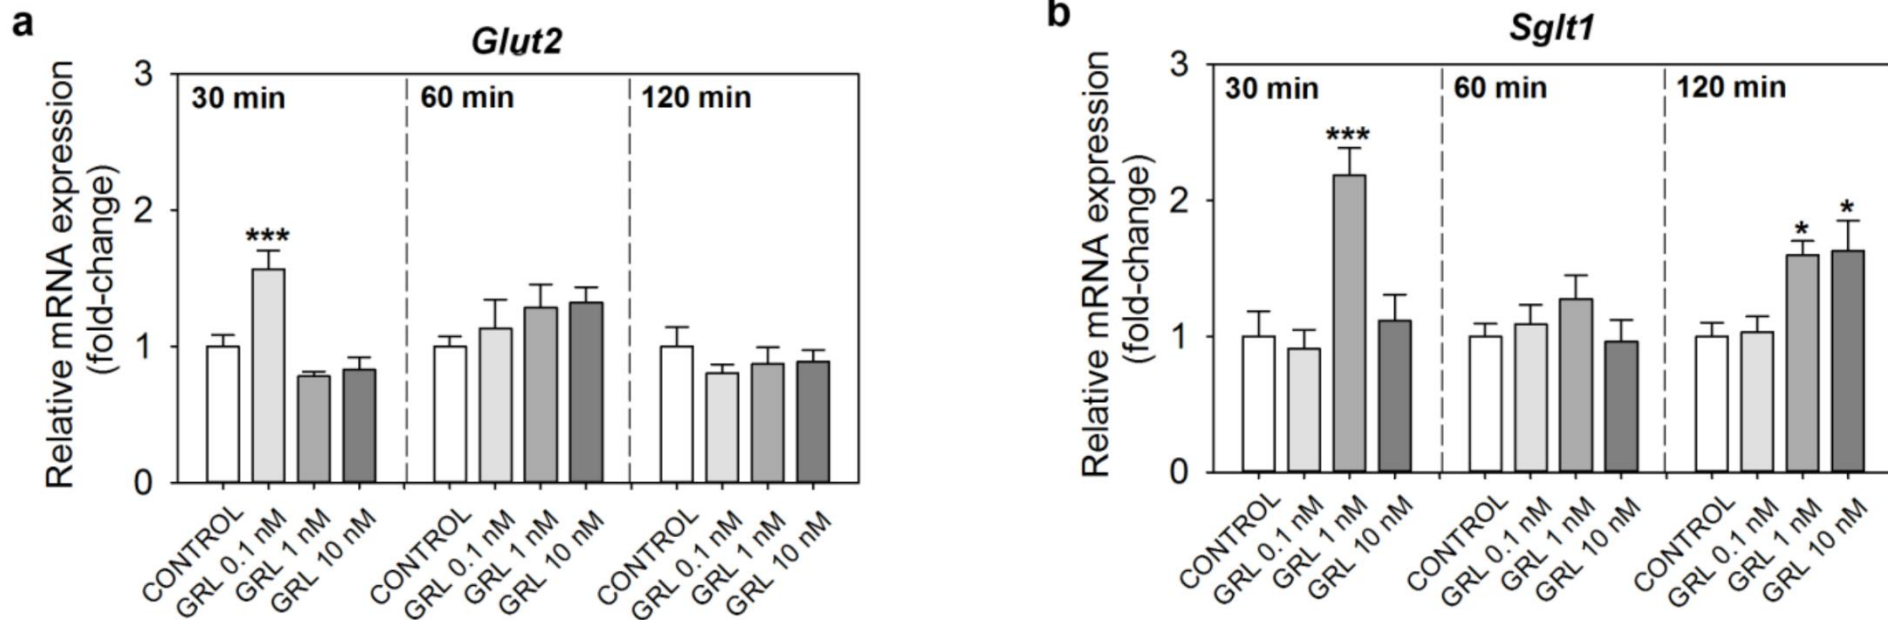 a
Glut2
Relative mRNA expression
(fold-change)
3
2
1
0
30 min
60 min
120 min
***
CONTROL
GRL 0.1 nM
GRL 1 nM
GRL 10 nM
CONTROL
GRL 0.1 nM
GRL 1 nM
GRL 10 nM
CONTROL
GRL 0.1 nM
GRL 1 nM
GRL 10 nM
b
Sglt1
Relative mRNA expression
(fold-change)
3
2
1
0
30 min
60 min
120 min
***
*
*
CONTROL
GRL 0.1 nM
GRL 1 nM
GRL 10 nM
CONTROL
GRL 0.1 nM
GRL 1 nM
GRL 10 nM
CONTROL
GRL 0.1 nM
GRL 1 nM
GRL 10 nM